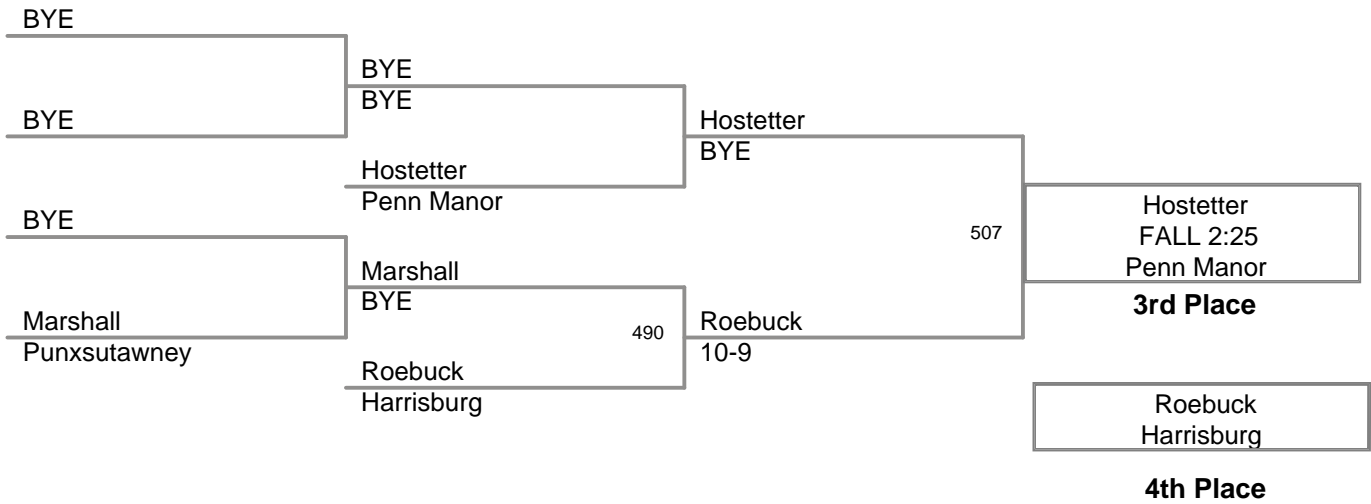 BYE
BYE
BYE
BYE
Hostetter
BYE
Hostetter
Penn Manor
BYE
Marshall
BYE
Marshall
Punxsutawney
490
Roebuck
10-9
Roebuck
Harrisburg
507
Hostetter
FALL 2:25
Penn Manor
3rd Place
Roebuck
Harrisburg
4th Place